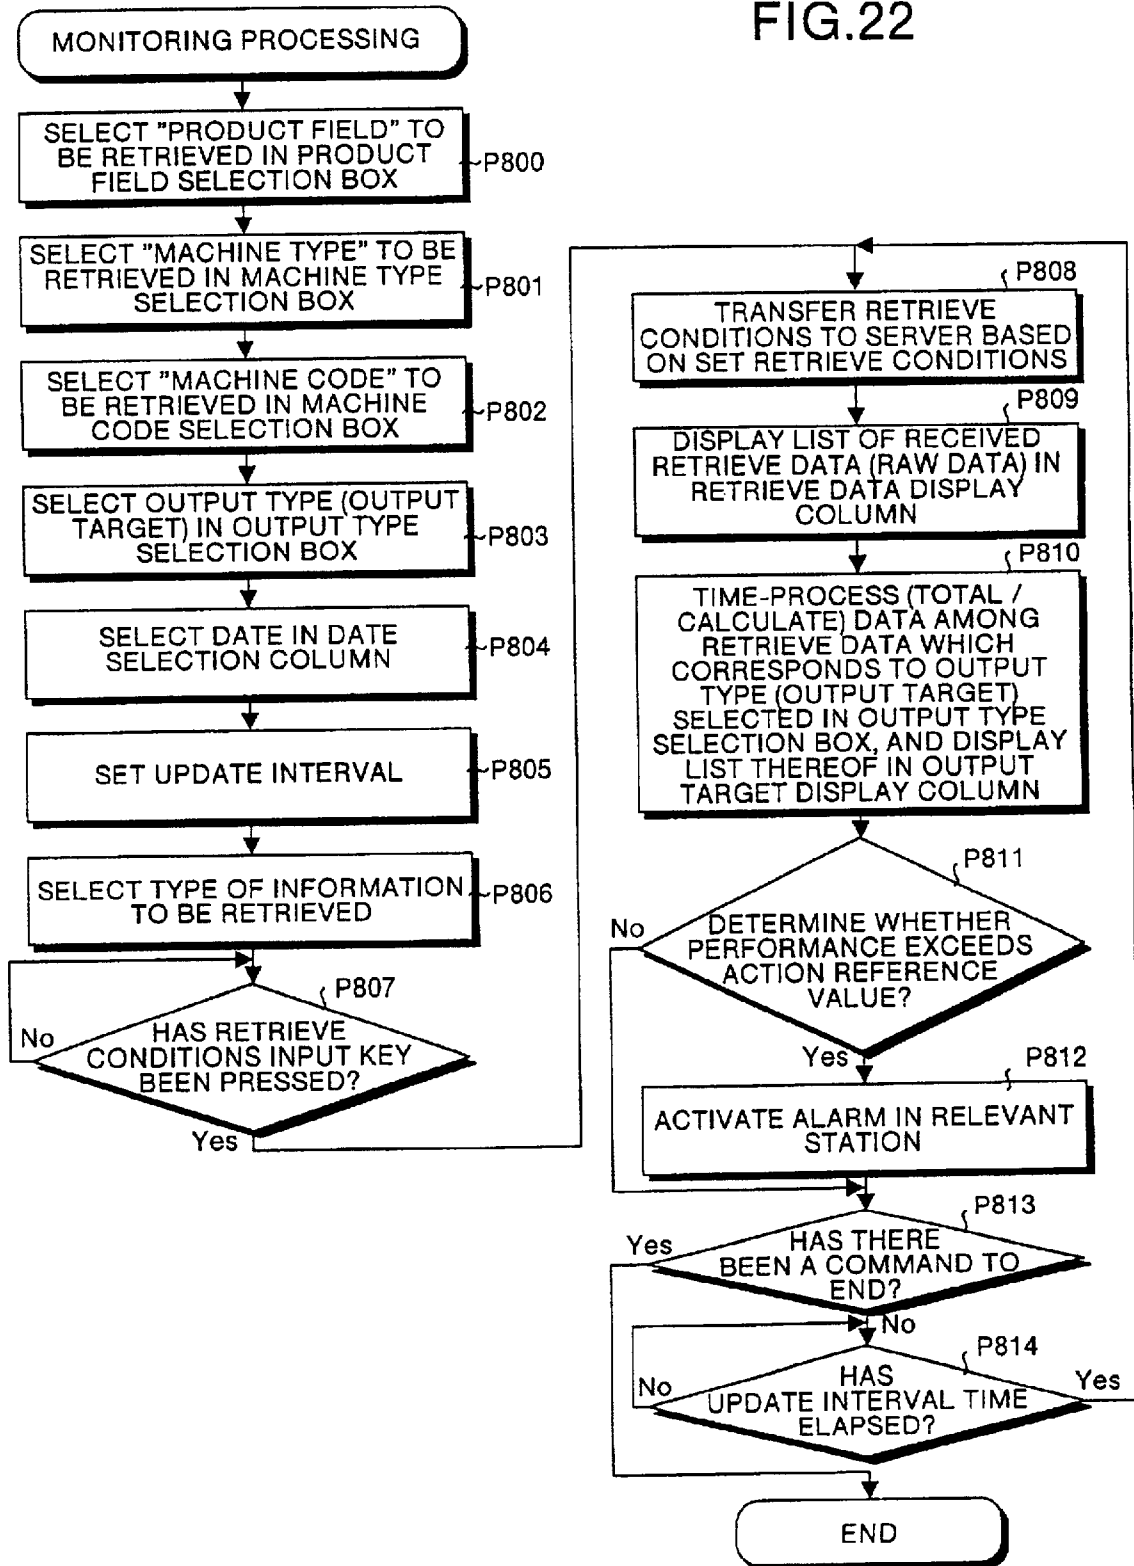 FIG.22
MONITORING PROCESSING
SELECT "PRODUCT FIELD" TO
BE RETRIEVED IN PRODUCT
FIELD SELECTION BOX
P800
SELECT "MACHINE TYPE" TO BE
RETRIEVED IN MACHINE TYPE
SELECTION BOX
P801
SELECT "MACHINE CODE" TO
BE RETRIEVED IN MACHINE
CODE SELECTION BOX
P802
SELECT OUTPUT TYPE (OUTPUT
TARGET) IN OUTPUT TYPE
SELECTION BOX
P803
SELECT DATE IN DATE
SELECTION COLUMN
P804
SET UPDATE INTERVAL
P805
SELECT TYPE OF INFORMATION
TO BE RETRIEVED
P806
P807
No
HAS RETRIEVE
CONDITIONS INPUT KEY
BEEN PRESSED?
Yes
P808
TRANSFER RETRIEVE
CONDITIONS TO SERVER BASED
ON SET RETRIEVE CONDITIONS
P809
DISPLAY LIST OF RECEIVED
RETRIEVE DATA (RAW DATA) IN
RETRIEVE DATA DISPLAY
COLUMN
P810
TIME-PROCESS (TOTAL /
CALCULATE) DATA AMONG
RETRIEVE DATA WHICH
CORRESPONDS TO OUTPUT
TYPE (OUTPUT TARGET)
SELECTED IN OUTPUT TYPE
SELECTION BOX, AND DISPLAY
LIST THEREOF IN OUTPUT
TARGET DISPLAY COLUMN
P811
No
DETERMINE WHETHER
PERFORMANCE EXCEEDS
ACTION REFERENCE
VALUE?
Yes
P812
ACTIVATE ALARM IN RELEVANT
STATION
P813
Yes
HAS THERE
BEEN A COMMAND TO
END?
No
P814
No
HAS
UPDATE INTERVAL TIME
ELAPSED?
Yes
END